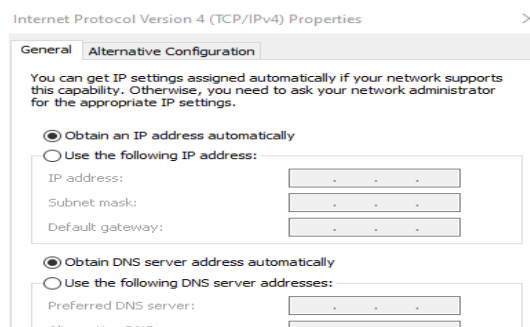 Internet Protocol Version 4 (TCP/IPv4) Properties
General Alternative Configuration
You can get IP settings assigned automatically if your network supports
this capability. Otherwise, you need to ask your network administrator
for the appropriate IP settings.
Obtain an IP address automatically
Use the following IP address:
IP address:
Subnet mask:
Default gateway:
Obtain DNS server address automatically
Use the following DNS server addresses:
Preferred DNS server: